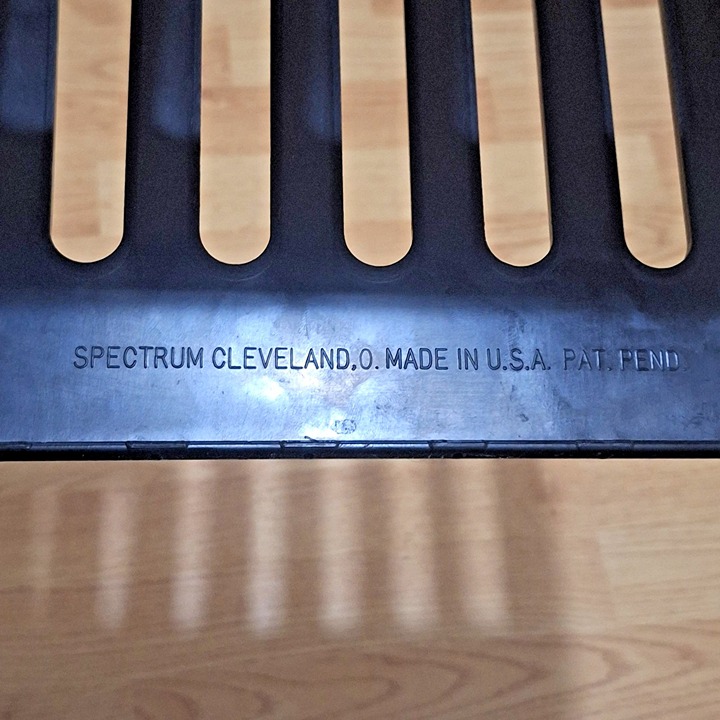 SPECTRUM CLEVELAND,O. MADE IN U.S.A. PAT. PEND